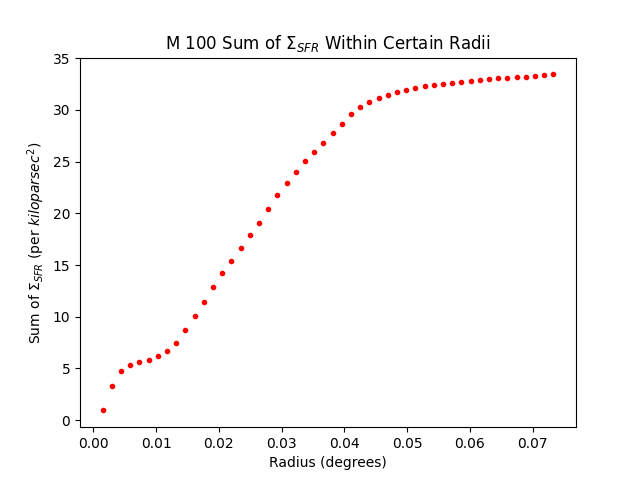 M 100 Sum of Σ_SFR Within Certain Radii
Sum of Σ_SFR (per kiloparsec²)
35
30
25
20
15
10
5
0
0.00 0.01 0.02 0.03 0.04 0.05 0.06 0.07
Radius (degrees)